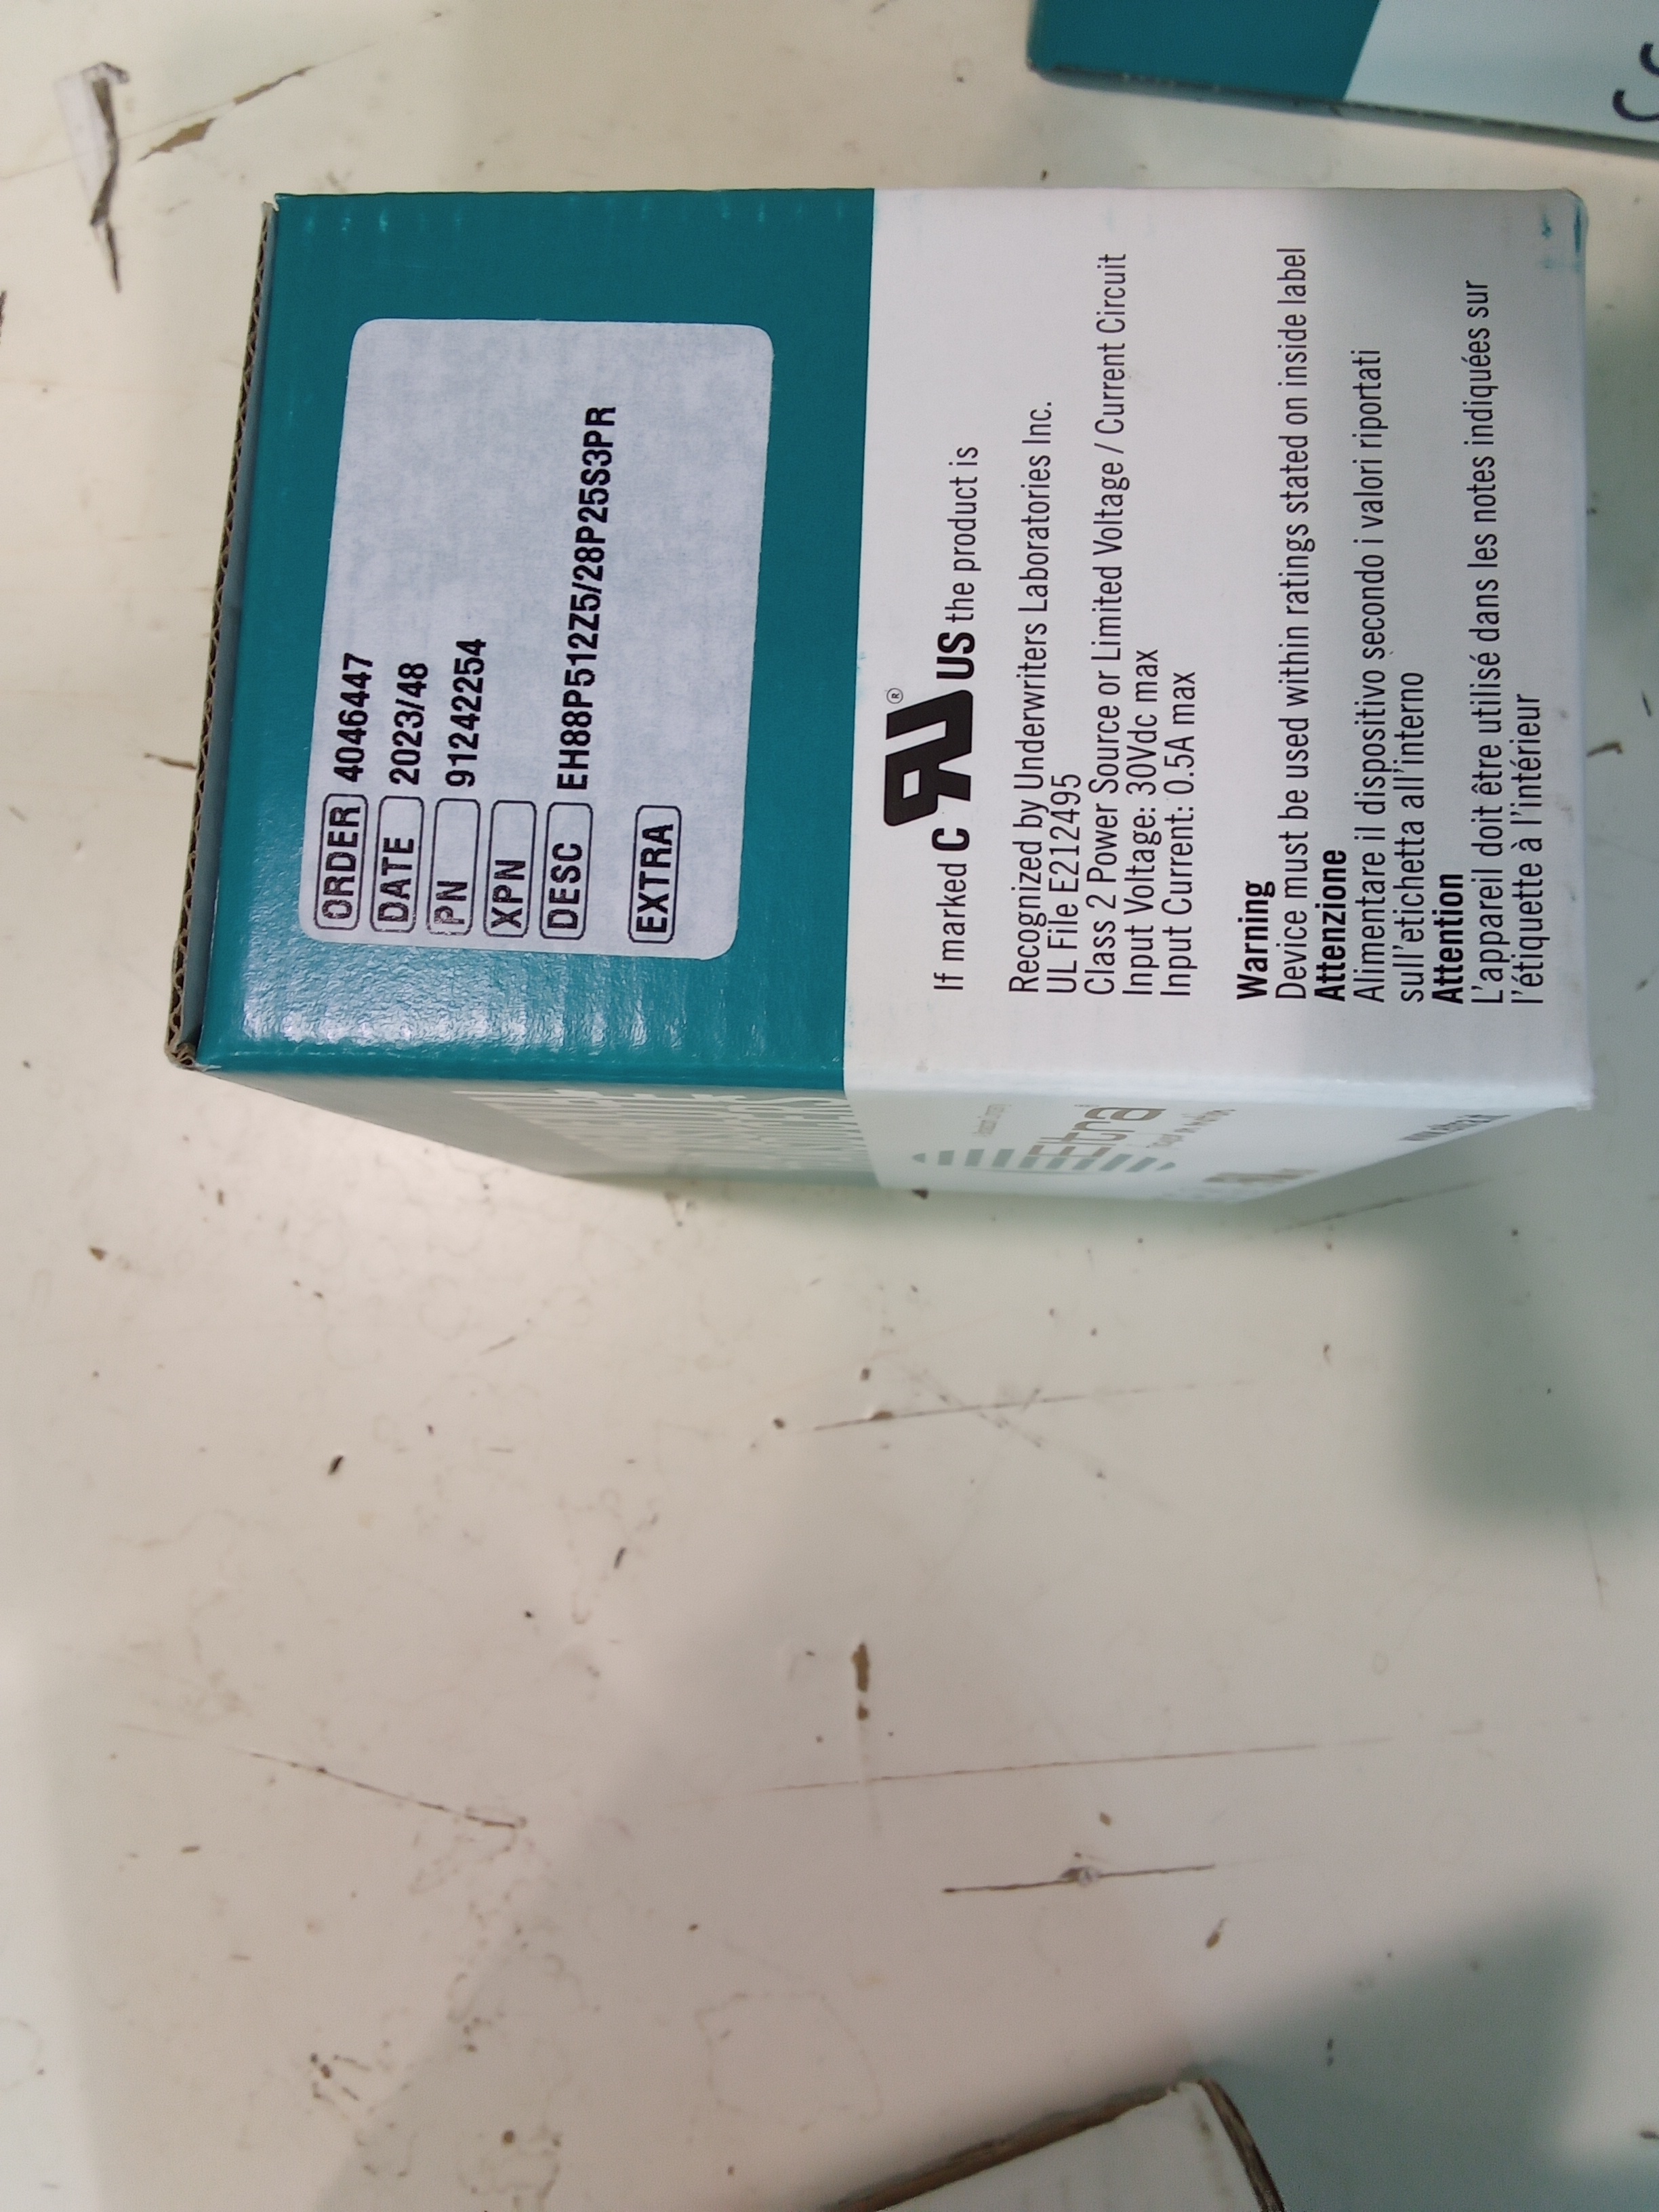 ORDER 4046447
DATE 2023/48
PN 91242254
XPN
DESC EH88P512Z5/28P25S3PR
EXTRA
If marked C RU® US the product is
Recognized by Underwriters Laboratories Inc.
UL File E212495
Class 2 Power Source or Limited Voltage / Current Circuit
Input Voltage: 30Vdc max
Input Current: 0.5A max
Warning
Device must be used within ratings stated on inside label
Attenzione
Alimentare il dispositivo secondo i valori riportati
sull'etichetta all'interno
Attention
L'appareil doit être utilisé dans les notes indiquées sur
l'étiquette à l'intérieur
Eltra